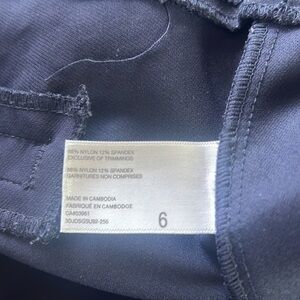 88% NYLON 12% SPANDEX
EXCLUSIVE OF TRIMMINGS
88% NYLON 12% SPANDEX
GARNITURES NON COMPRISES
MADE IN CAMBODIA
FABRIQUÉ EN CAMBODGE
6